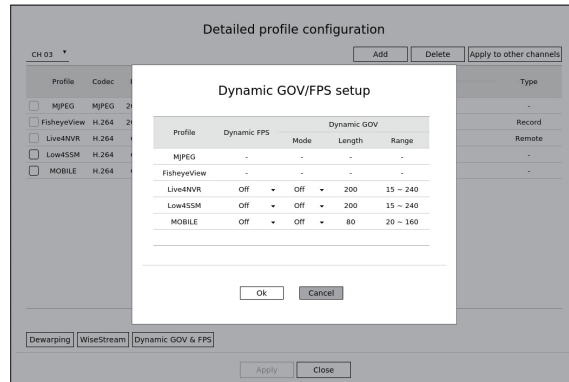 Detailed profile configuration
CH 03
Add Delete Apply to other channels
Profile Codec Type
MJPEG MJPEG -
FisheyeView H.264 Record
Live4NVR H.264 Remote
Low4SSM H.264 -
MOBILE H.264 -
Dynamic GOV/FPS setup
Profile Dynamic FPS Dynamic GOV
Mode Length Range
MJPEG - - - -
FisheyeView - - - -
Live4NVR Off Off 200 15 ~ 240
Low4SSM Off Off 200 15 ~ 240
MOBILE Off Off 80 20 ~ 160
Ok Cancel
Dewarping WiseStream Dynamic GOV & FPS
Apply Close